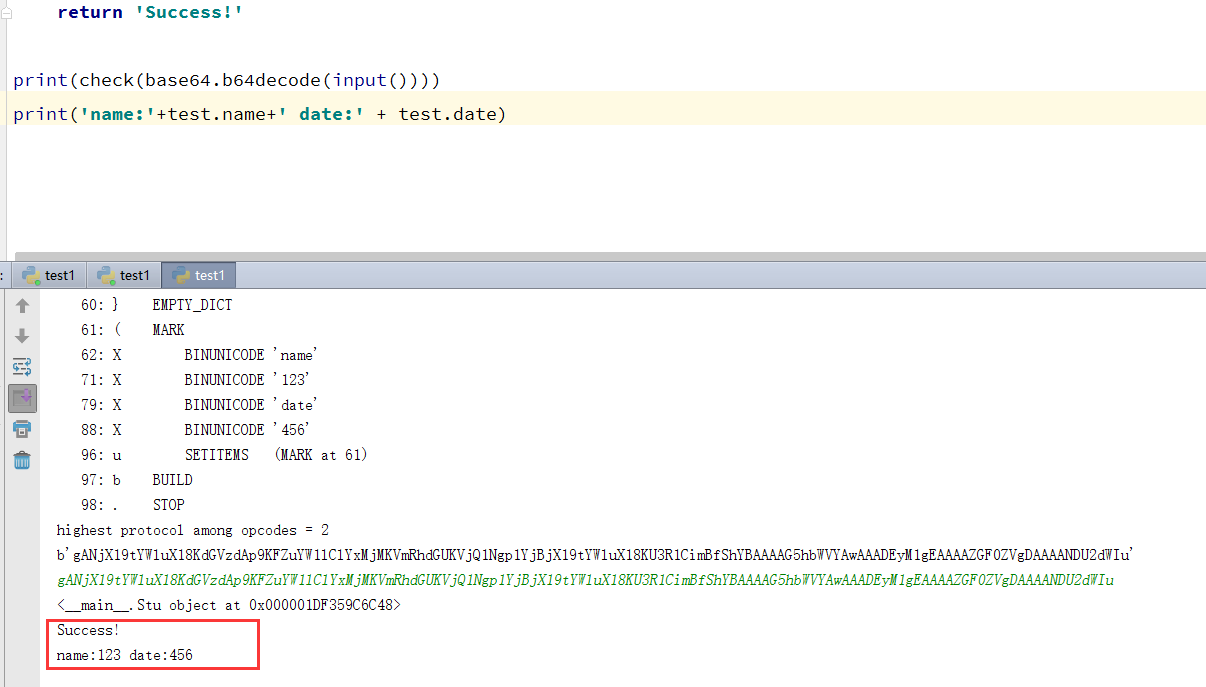 return 'Success!'
print(check(base64.b64decode(input())))
print('name:'+test.name+' date:' + test.date)
: test1 test1 test1
60: } EMPTY_DICT
61: ( MARK
62: X BINUNICODE 'name'
71: X BINUNICODE '123'
79: X BINUNICODE 'date'
88: X BINUNICODE '456'
96: u SETITEMS (MARK at 61)
97: b BUILD
98: . STOP
highest protocol among opcodes = 2
b'gANjX19tYWluX18KdGVzdAp9KFZuYW1lClYxMjMKVmRhdGUKVjQ1Ngp1YjBjX19tYWluX18KU3R1CimBfShYBAAAAG5hbWVYAwAAADEyM1gEAAAAZGF0ZVgDAAAANDU2dWIu'
gANjX19tYWluX18KdGVzdAp9KFZuYW1lClYxMjMKVmRhdGUKVjQ1Ngp1YjBjX19tYWluX18KU3R1CimBfShYBAAAAG5hbWVYAwAAADEyM1gEAAAAZGF0ZVgDAAAANDU2dWIu
<__main__.Stu object at 0x000001DF359C6C48>
Success!
name:123 date:456